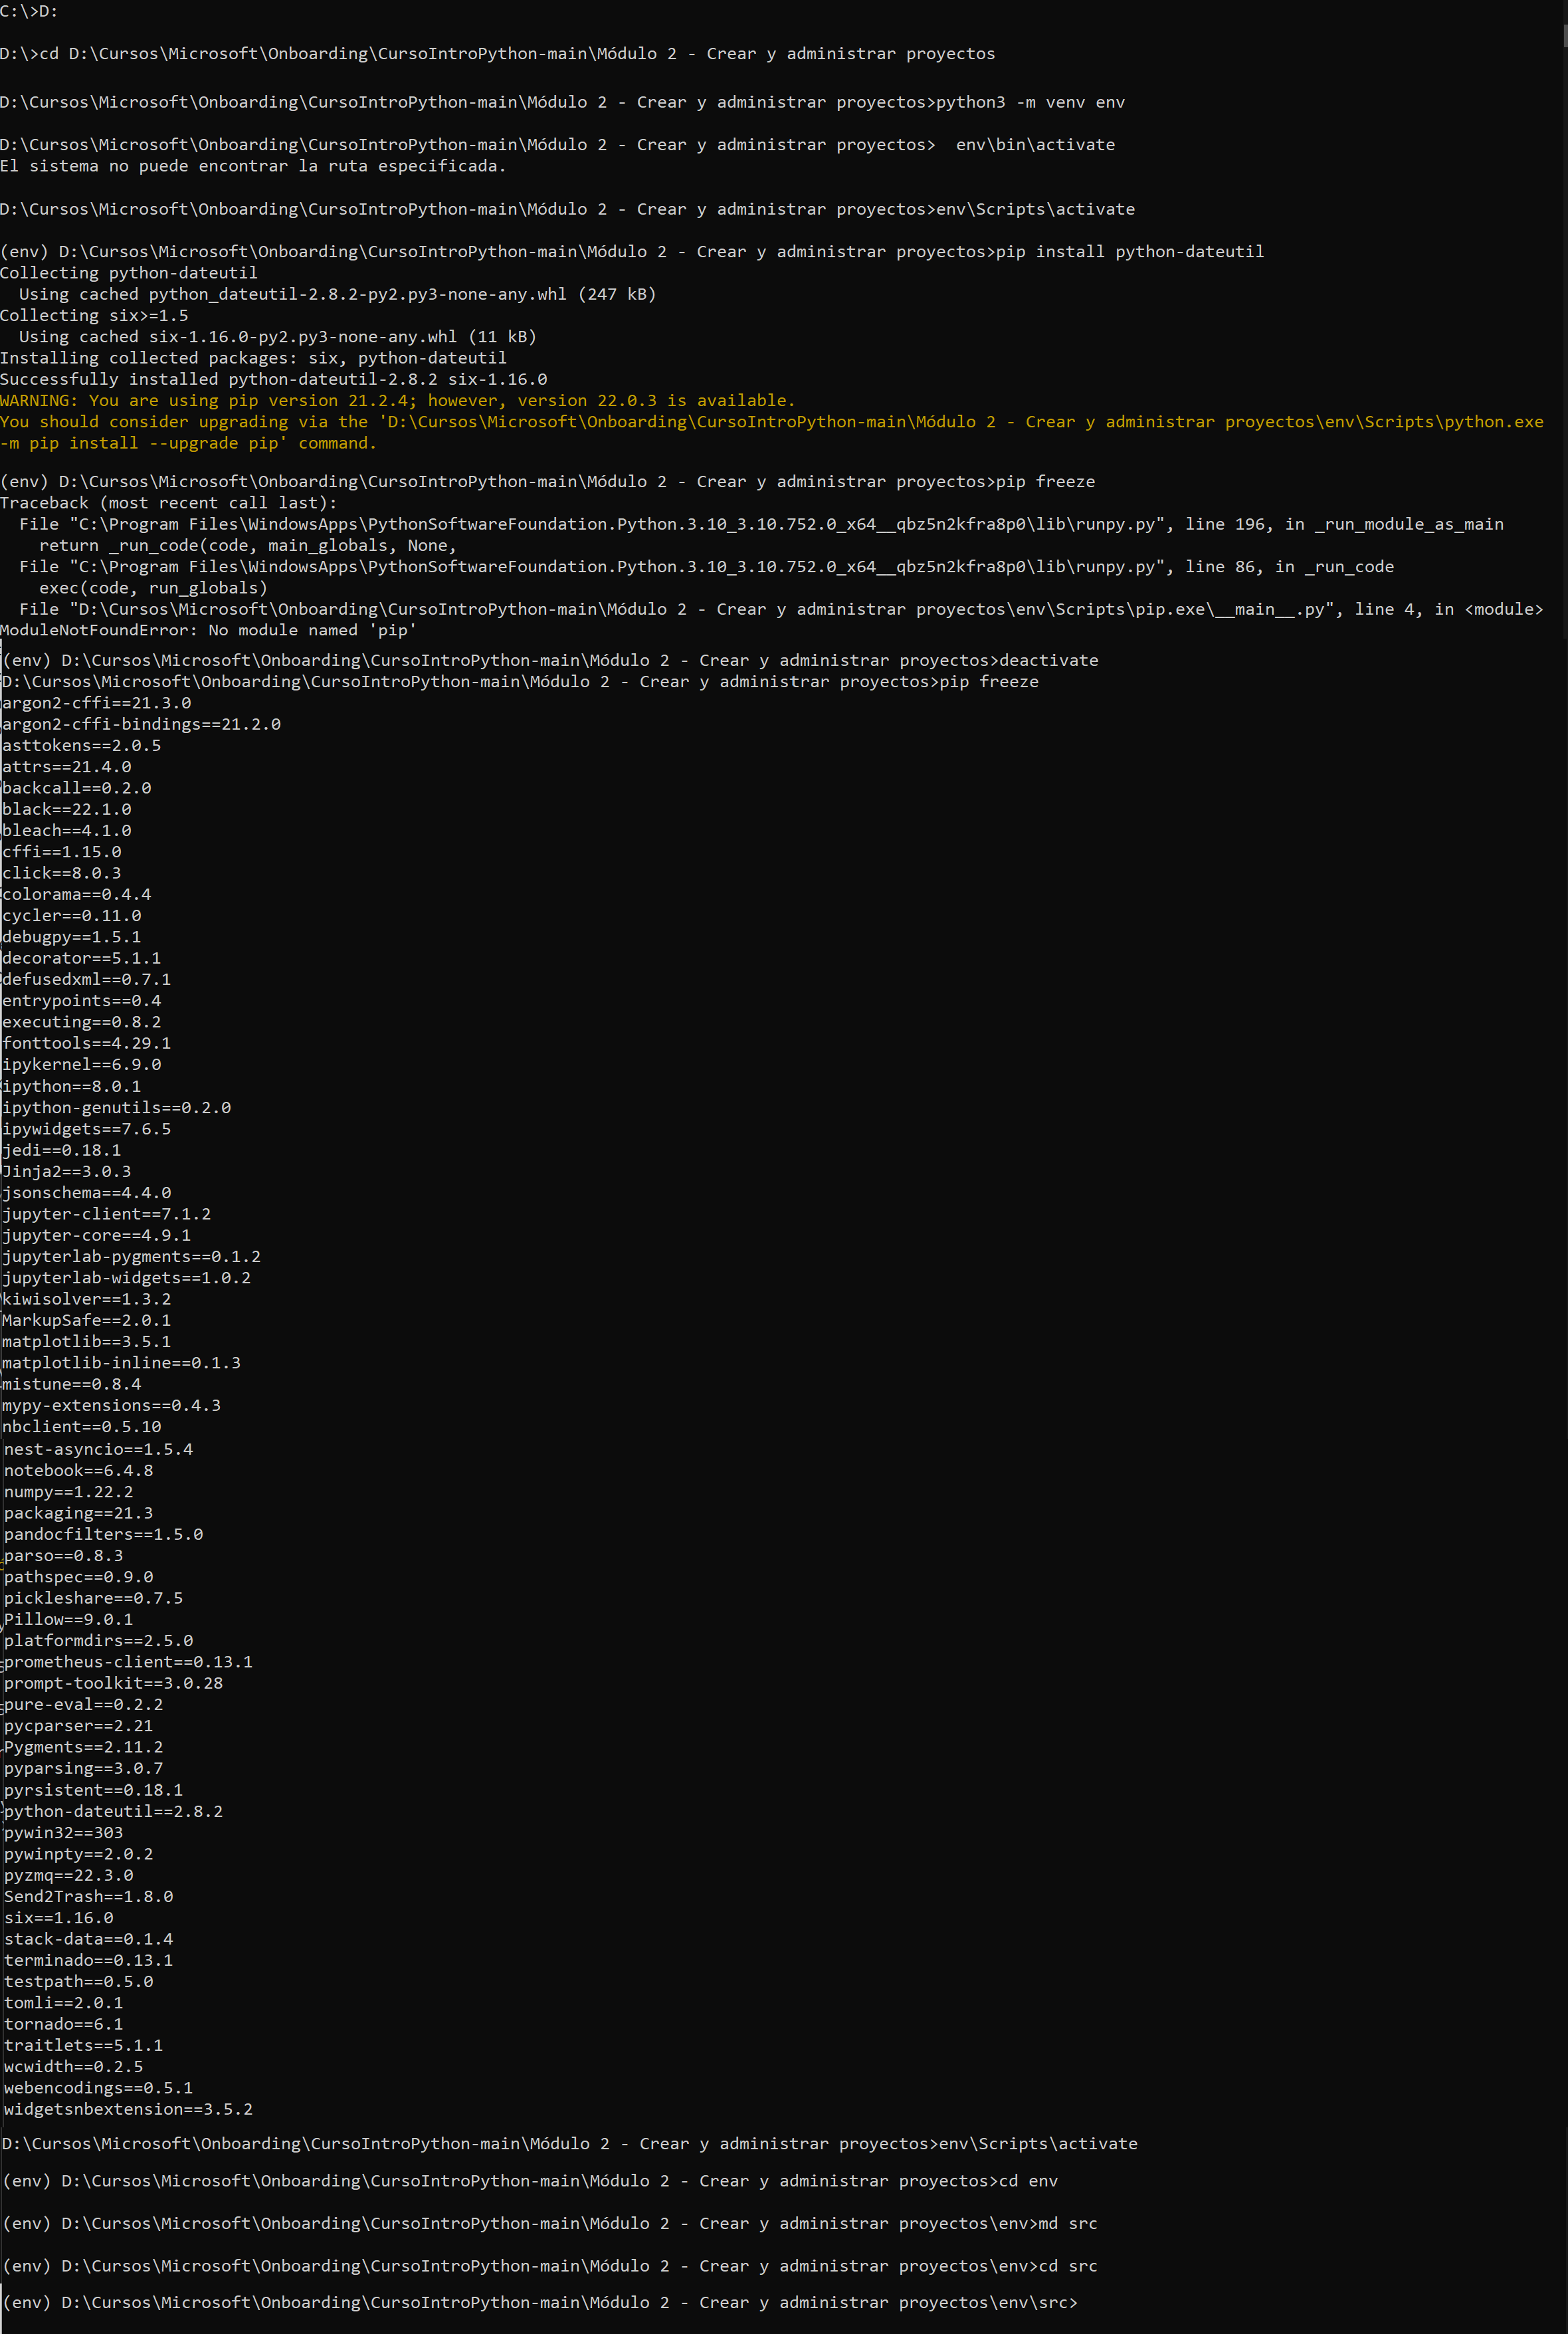 C:\>D:
D:\>cd D:\Cursos\Microsoft\Onboarding\CursoIntroPython-main\Módulo 2 - Crear y administrar proyectos
D:\Cursos\Microsoft\Onboarding\CursoIntroPython-main\Módulo 2 - Crear y administrar proyectos>python3 -m venv env
D:\Cursos\Microsoft\Onboarding\CursoIntroPython-main\Módulo 2 - Crear y administrar proyectos>  env\bin\activate
El sistema no puede encontrar la ruta especificada.
D:\Cursos\Microsoft\Onboarding\CursoIntroPython-main\Módulo 2 - Crear y administrar proyectos>env\Scripts\activate
(env) D:\Cursos\Microsoft\Onboarding\CursoIntroPython-main\Módulo 2 - Crear y administrar proyectos>pip install python-dateutil
Collecting python-dateutil
  Using cached python_dateutil-2.8.2-py2.py3-none-any.whl (247 kB)
Collecting six>=1.5
  Using cached six-1.16.0-py2.py3-none-any.whl (11 kB)
Installing collected packages: six, python-dateutil
Successfully installed python-dateutil-2.8.2 six-1.16.0
WARNING: You are using pip version 21.2.4; however, version 22.0.3 is available.
You should consider upgrading via the 'D:\Cursos\Microsoft\Onboarding\CursoIntroPython-main\Módulo 2 - Crear y administrar proyectos\env\Scripts\python.exe
-m pip install --upgrade pip' command.
(env) D:\Cursos\Microsoft\Onboarding\CursoIntroPython-main\Módulo 2 - Crear y administrar proyectos>pip freeze
Traceback (most recent call last):
  File "C:\Program Files\WindowsApps\PythonSoftwareFoundation.Python.3.10_3.10.752.0_x64__qbz5n2kfra8p0\lib\runpy.py", line 196, in _run_module_as_main
    return _run_code(code, main_globals, None,
  File "C:\Program Files\WindowsApps\PythonSoftwareFoundation.Python.3.10_3.10.752.0_x64__qbz5n2kfra8p0\lib\runpy.py", line 86, in _run_code
    exec(code, run_globals)
  File "D:\Cursos\Microsoft\Onboarding\CursoIntroPython-main\Módulo 2 - Crear y administrar proyectos\env\Scripts\pip.exe\__main__.py", line 4, in <module>
ModuleNotFoundError: No module named 'pip'
(env) D:\Cursos\Microsoft\Onboarding\CursoIntroPython-main\Módulo 2 - Crear y administrar proyectos>deactivate
D:\Cursos\Microsoft\Onboarding\CursoIntroPython-main\Módulo 2 - Crear y administrar proyectos>pip freeze
argon2-cffi==21.3.0
argon2-cffi-bindings==21.2.0
asttokens==2.0.5
attrs==21.4.0
backcall==0.2.0
black==22.1.0
bleach==4.1.0
cffi==1.15.0
click==8.0.3
colorama==0.4.4
cycler==0.11.0
debugpy==1.5.1
decorator==5.1.1
defusedxml==0.7.1
entrypoints==0.4
executing==0.8.2
fonttools==4.29.1
ipykernel==6.9.0
ipython==8.0.1
ipython-genutils==0.2.0
ipywidgets==7.6.5
jedi==0.18.1
Jinja2==3.0.3
jsonschema==4.4.0
jupyter-client==7.1.2
jupyter-core==4.9.1
jupyterlab-pygments==0.1.2
jupyterlab-widgets==1.0.2
kiwisolver==1.3.2
MarkupSafe==2.0.1
matplotlib==3.5.1
matplotlib-inline==0.1.3
mistune==0.8.4
mypy-extensions==0.4.3
nbclient==0.5.10
nest-asyncio==1.5.4
notebook==6.4.8
numpy==1.22.2
packaging==21.3
pandocfilters==1.5.0
parso==0.8.3
pathspec==0.9.0
pickleshare==0.7.5
Pillow==9.0.1
platformdirs==2.5.0
prometheus-client==0.13.1
prompt-toolkit==3.0.28
pure-eval==0.2.2
pycparser==2.21
Pygments==2.11.2
pyparsing==3.0.7
pyrsistent==0.18.1
python-dateutil==2.8.2
pywin32==303
pywinpty==2.0.2
pyzmq==22.3.0
Send2Trash==1.8.0
six==1.16.0
stack-data==0.1.4
terminado==0.13.1
testpath==0.5.0
tomli==2.0.1
tornado==6.1
traitlets==5.1.1
wcwidth==0.2.5
webencodings==0.5.1
widgetsnbextension==3.5.2
D:\Cursos\Microsoft\Onboarding\CursoIntroPython-main\Módulo 2 - Crear y administrar proyectos>env\Scripts\activate
(env) D:\Cursos\Microsoft\Onboarding\CursoIntroPython-main\Módulo 2 - Crear y administrar proyectos>cd env
(env) D:\Cursos\Microsoft\Onboarding\CursoIntroPython-main\Módulo 2 - Crear y administrar proyectos\env>md src
(env) D:\Cursos\Microsoft\Onboarding\CursoIntroPython-main\Módulo 2 - Crear y administrar proyectos\env>cd src
(env) D:\Cursos\Microsoft\Onboarding\CursoIntroPython-main\Módulo 2 - Crear y administrar proyectos\env\src>